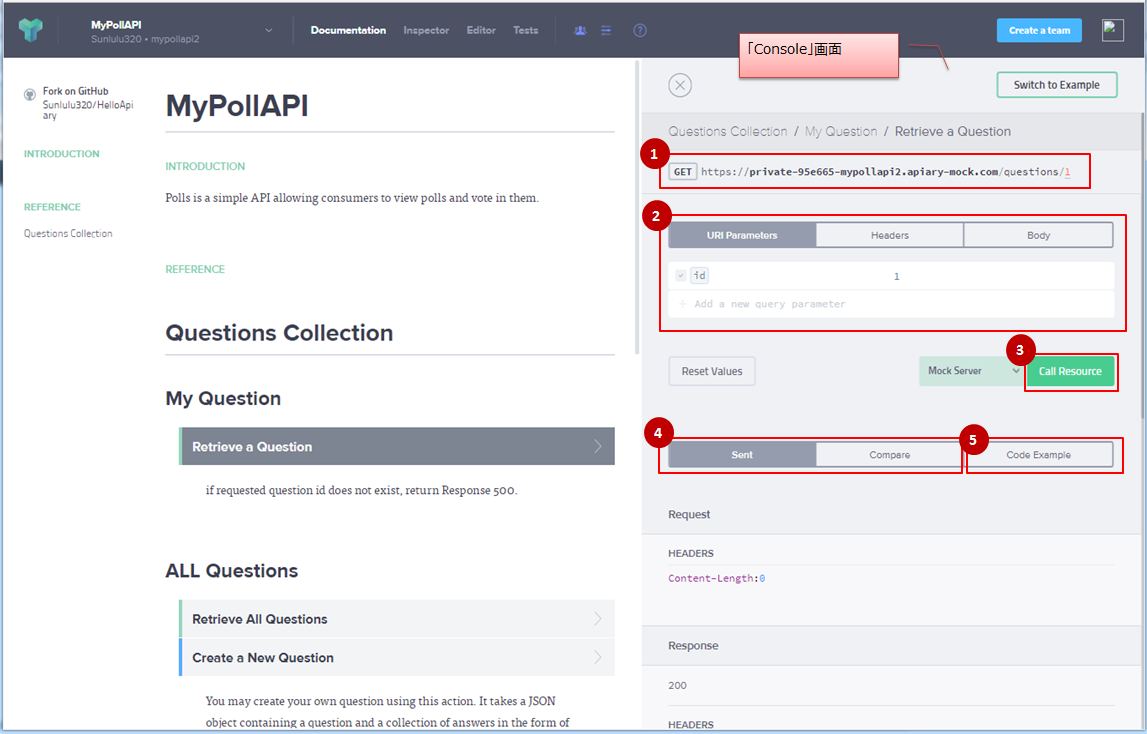 MyPollAPI
Sunlulu320 • mypollapi2
Documentation
Inspector
Editor
Tests
?
Create a team
「Console」画面
Fork on GitHub
Sunlulu320/HelloApi
ary
INTRODUCTION
REFERENCE
Questions Collection
MyPollAPI
INTRODUCTION
Polls is a simple API allowing consumers to view polls and vote in them.
REFERENCE
Questions Collection
My Question
Retrieve a Question
if requested question id does not exist, return Response 500.
ALL Questions
Retrieve All Questions
Create a New Question
You may create your own question using this action. It takes a JSON
object containing a question and a collection of answers in the form of
Switch to Example
Questions Collection / My Question / Retrieve a Question
1
GET https://private-95e665-mypollapi2.apiary-mock.com/questions/1
2
URI Parameters
Headers
Body
id
1
+ Add a new query parameter
Reset Values
Mock Server
3
Call Resource
4
Sent
Compare
5
Code Example
Request
HEADERS
Content-Length:0
Response
200
HEADERS